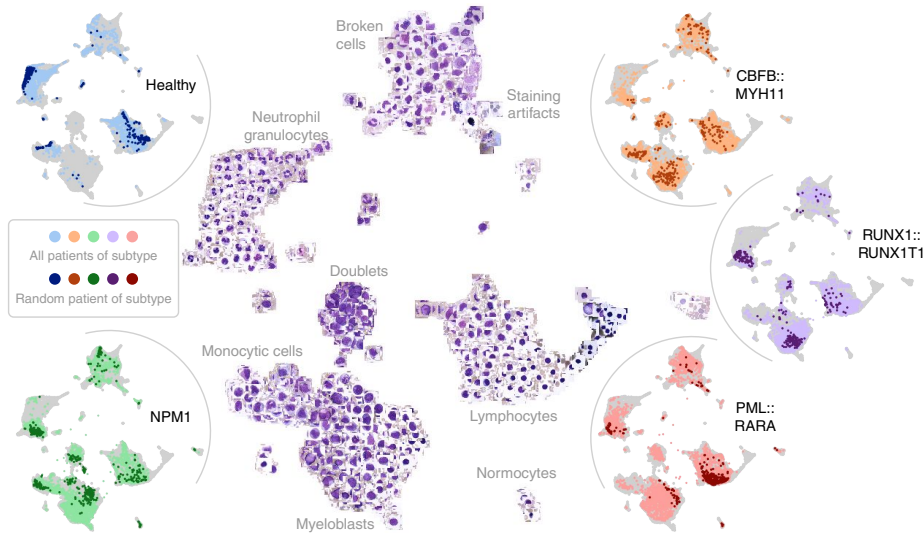 Broken
cells
Healthy
Staining
artifacts
CBFB::
MYH11
Neutrophil
granulocytes
All patients of subtype
Random patient of subtype
RUNX1::
RUNX1T1
Doublets
Monocytic cells
NPM1
Lymphocytes
PML::
RARA
Normocytes
Myeloblasts